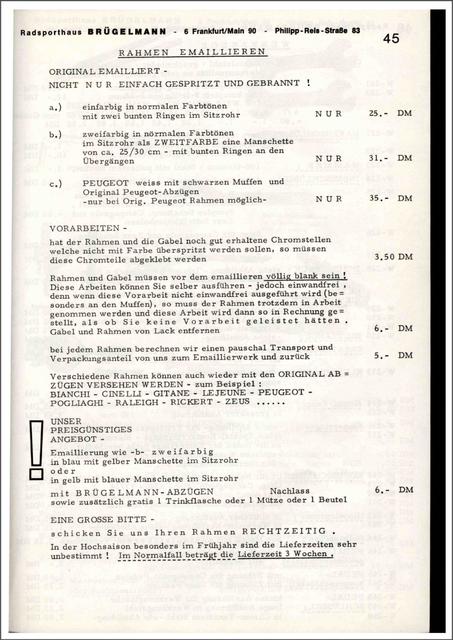 Radsporthaus BRÜGELMANN - 6 Frankfurt/Main 90 - Philipp-Reis-Straße 83
45
RAHMEN EMAILLIEREN
ORIGINAL EMAILLIERT -
NICHT NUR EINFACH GESPRITZT UND GEBRANNT !
a.) einfarbig in normalen Farbtönen
mit zwei bunten Ringen im Sitzrohr NUR 25.- DM
b.) zweifarbig in nörmalen Farbtönen
im Sitzrohr als ZWEITFARBE eine Manschette
von ca. 25/30 cm - mit bunten Ringen an den
Übergängen NUR 31.- DM
c.) PEUGEOT weiss mit schwarzen Muffen und
Original Peugeot-Abzügen
-nur bei Orig. Peugeot Rahmen möglich- NUR 35.- DM
VORARBEITEN -
hat der Rahmen und die Gabel noch gut erhaltene Chromstellen
welche nicht mit Farbe überspritzt werden sollen, so müssen
diese Chromteile abgeklebt werden 3,50 DM
Rahmen und Gabel müssen vor dem emaillieren völlig blank sein !
Diese Arbeiten können Sie selber ausführen - jedoch einwandfrei ,
denn wenn diese Vorarbeit nicht einwandfrei ausgeführt wird (be=
sonders an den Muffen), so muss der Rahmen trotzdem in Arbeit
genommen werden und diese Arbeit wird dann so in Rechnung ge=
stellt, als ob Sie keine Vorarbeit geleistet hätten .
Gabel und Rahmen von Lack entfernen 6.- DM
bei jedem Rahmen berechnen wir einen pauschal Transport und
Verpackungsanteil von uns zum Emaillierwerk und zurück 5.- DM
Verschiedene Rahmen können auch wieder mit den ORIGINAL AB =
ZÜGEN VERSEHEN WERDEN - zum Beispiel :
BIANCHI - CINELLI - GITANE - LEJEUNE - PEUGEOT -
POGLIAGHI - RALEIGH - RICKERT - ZEUS ......
! UNSER
PREISGÜNSTIGES
ANGEBOT -
Emaillierung wie -b- zweifarbig
in blau mit gelber Manschette im Sitzrohr
oder
in gelb mit blauer Manschette im Sitzrohr
mit BRÜGELMANN-ABZÜGEN Nachlass 6.- DM
sowie zusätzlich gratis 1 Trinkflasche oder 1 Mütze oder 1 Beutel
EINE GROSSE BITTE -
schicken Sie uns Ihren Rahmen RECHTZEITIG .
In der Hochsaison besonders im Frühjahr sind die Lieferzeiten sehr
unbestimmt ! Im Normalfall beträgt die Lieferzeit 3 Wochen .